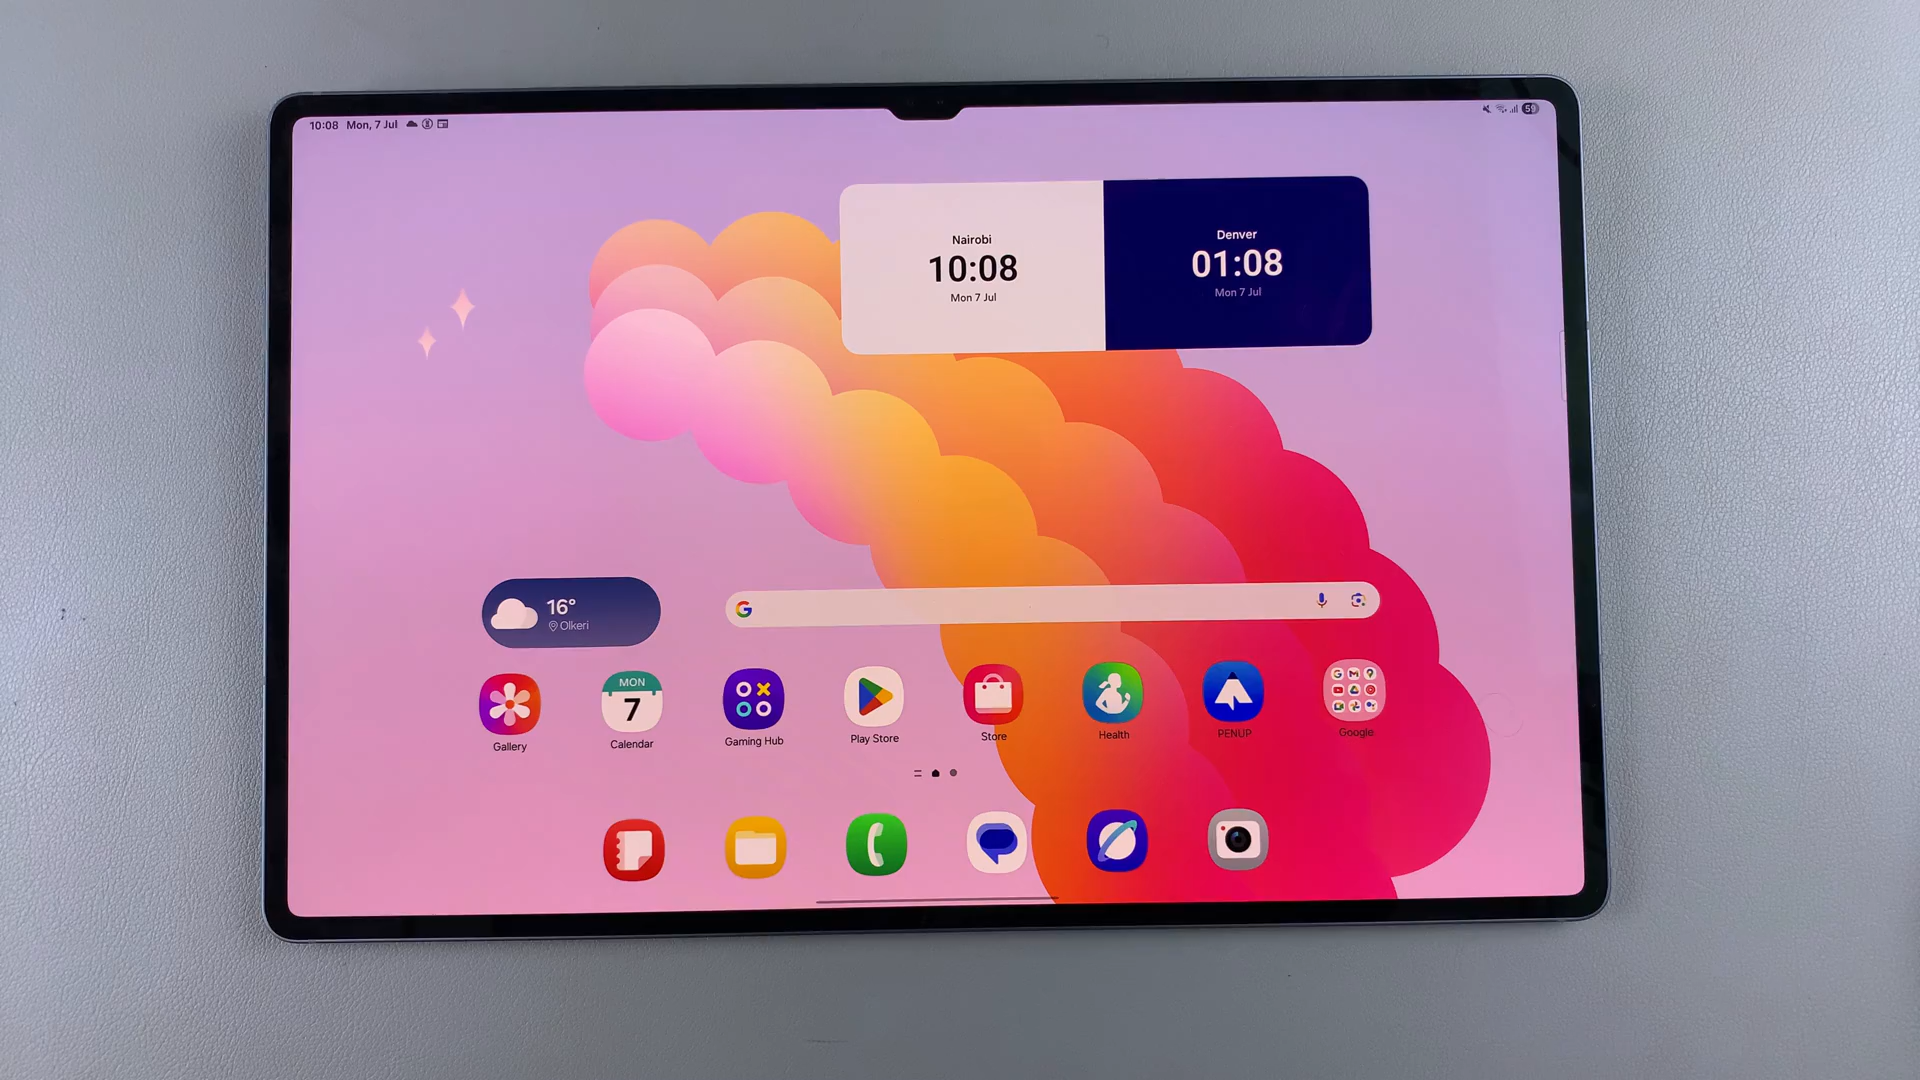 10:08 Mon, 7 Jul
59
Nairobi
10:08
Mon 7 Jul
Denver
01:08
Mon 7 Jul
16°
Olkeri
G
MON
7
Gallery
Calendar
Gaming Hub
Play Store
Store
Health
PENUP
Google